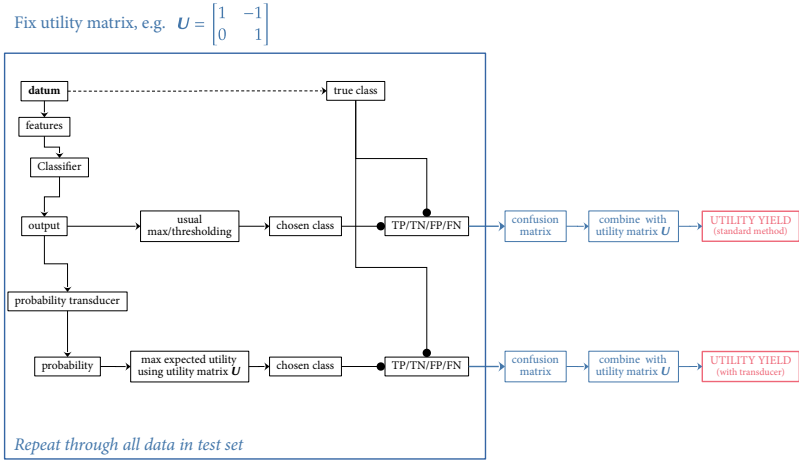 Fix utility matrix, e.g. U = [1 −1
0 1]
datum
true class
features
Classifier
output
usual
max/thresholding
chosen class
TP/TN/FP/FN
confusion
matrix
combine with
utility matrix U
UTILITY YIELD
(standard method)
probability transducer
probability
max expected utility
using utility matrix U
chosen class
TP/TN/FP/FN
confusion
matrix
combine with
utility matrix U
UTILITY YIELD
(with transducer)
Repeat through all data in test set